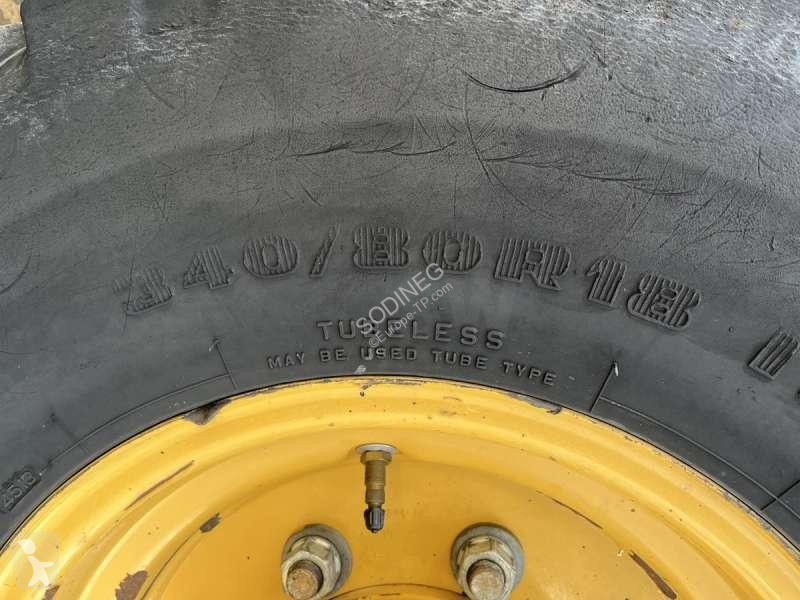 340/80R18
TUBELESS
MAY BE USED TUBE TYPE
SODINEG
©Europe-TP.com